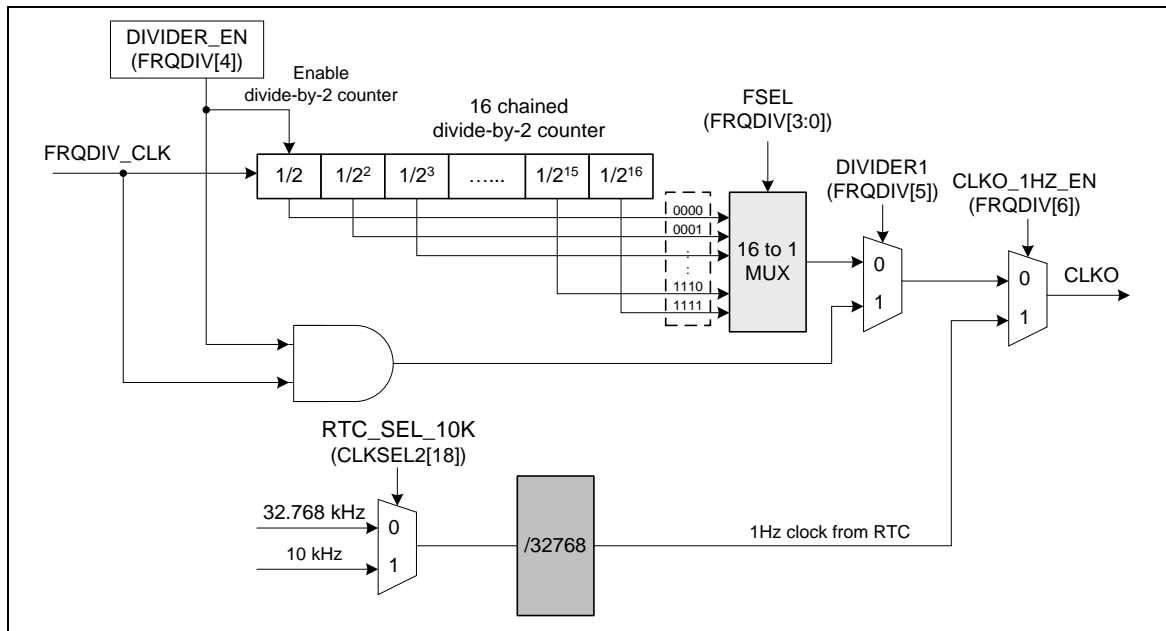 DIVIDER_EN
(FRQDIV[4])
Enable
divide-by-2 counter
16 chained
divide-by-2 counter
FSEL
(FRQDIV[3:0])
FRQDIV_CLK
1/2
1/2²
1/2³
…...
1/2¹⁵
1/2¹⁶
DIVIDER1
(FRQDIV[5])
CLKO_1HZ_EN
(FRQDIV[6])
0000
0001
:
:
1110
1111
16 to 1
MUX
0
1
0
1
CLKO
RTC_SEL_10K
(CLKSEL2[18])
32.768 kHz
10 kHz
0
1
/32768
1Hz clock from RTC